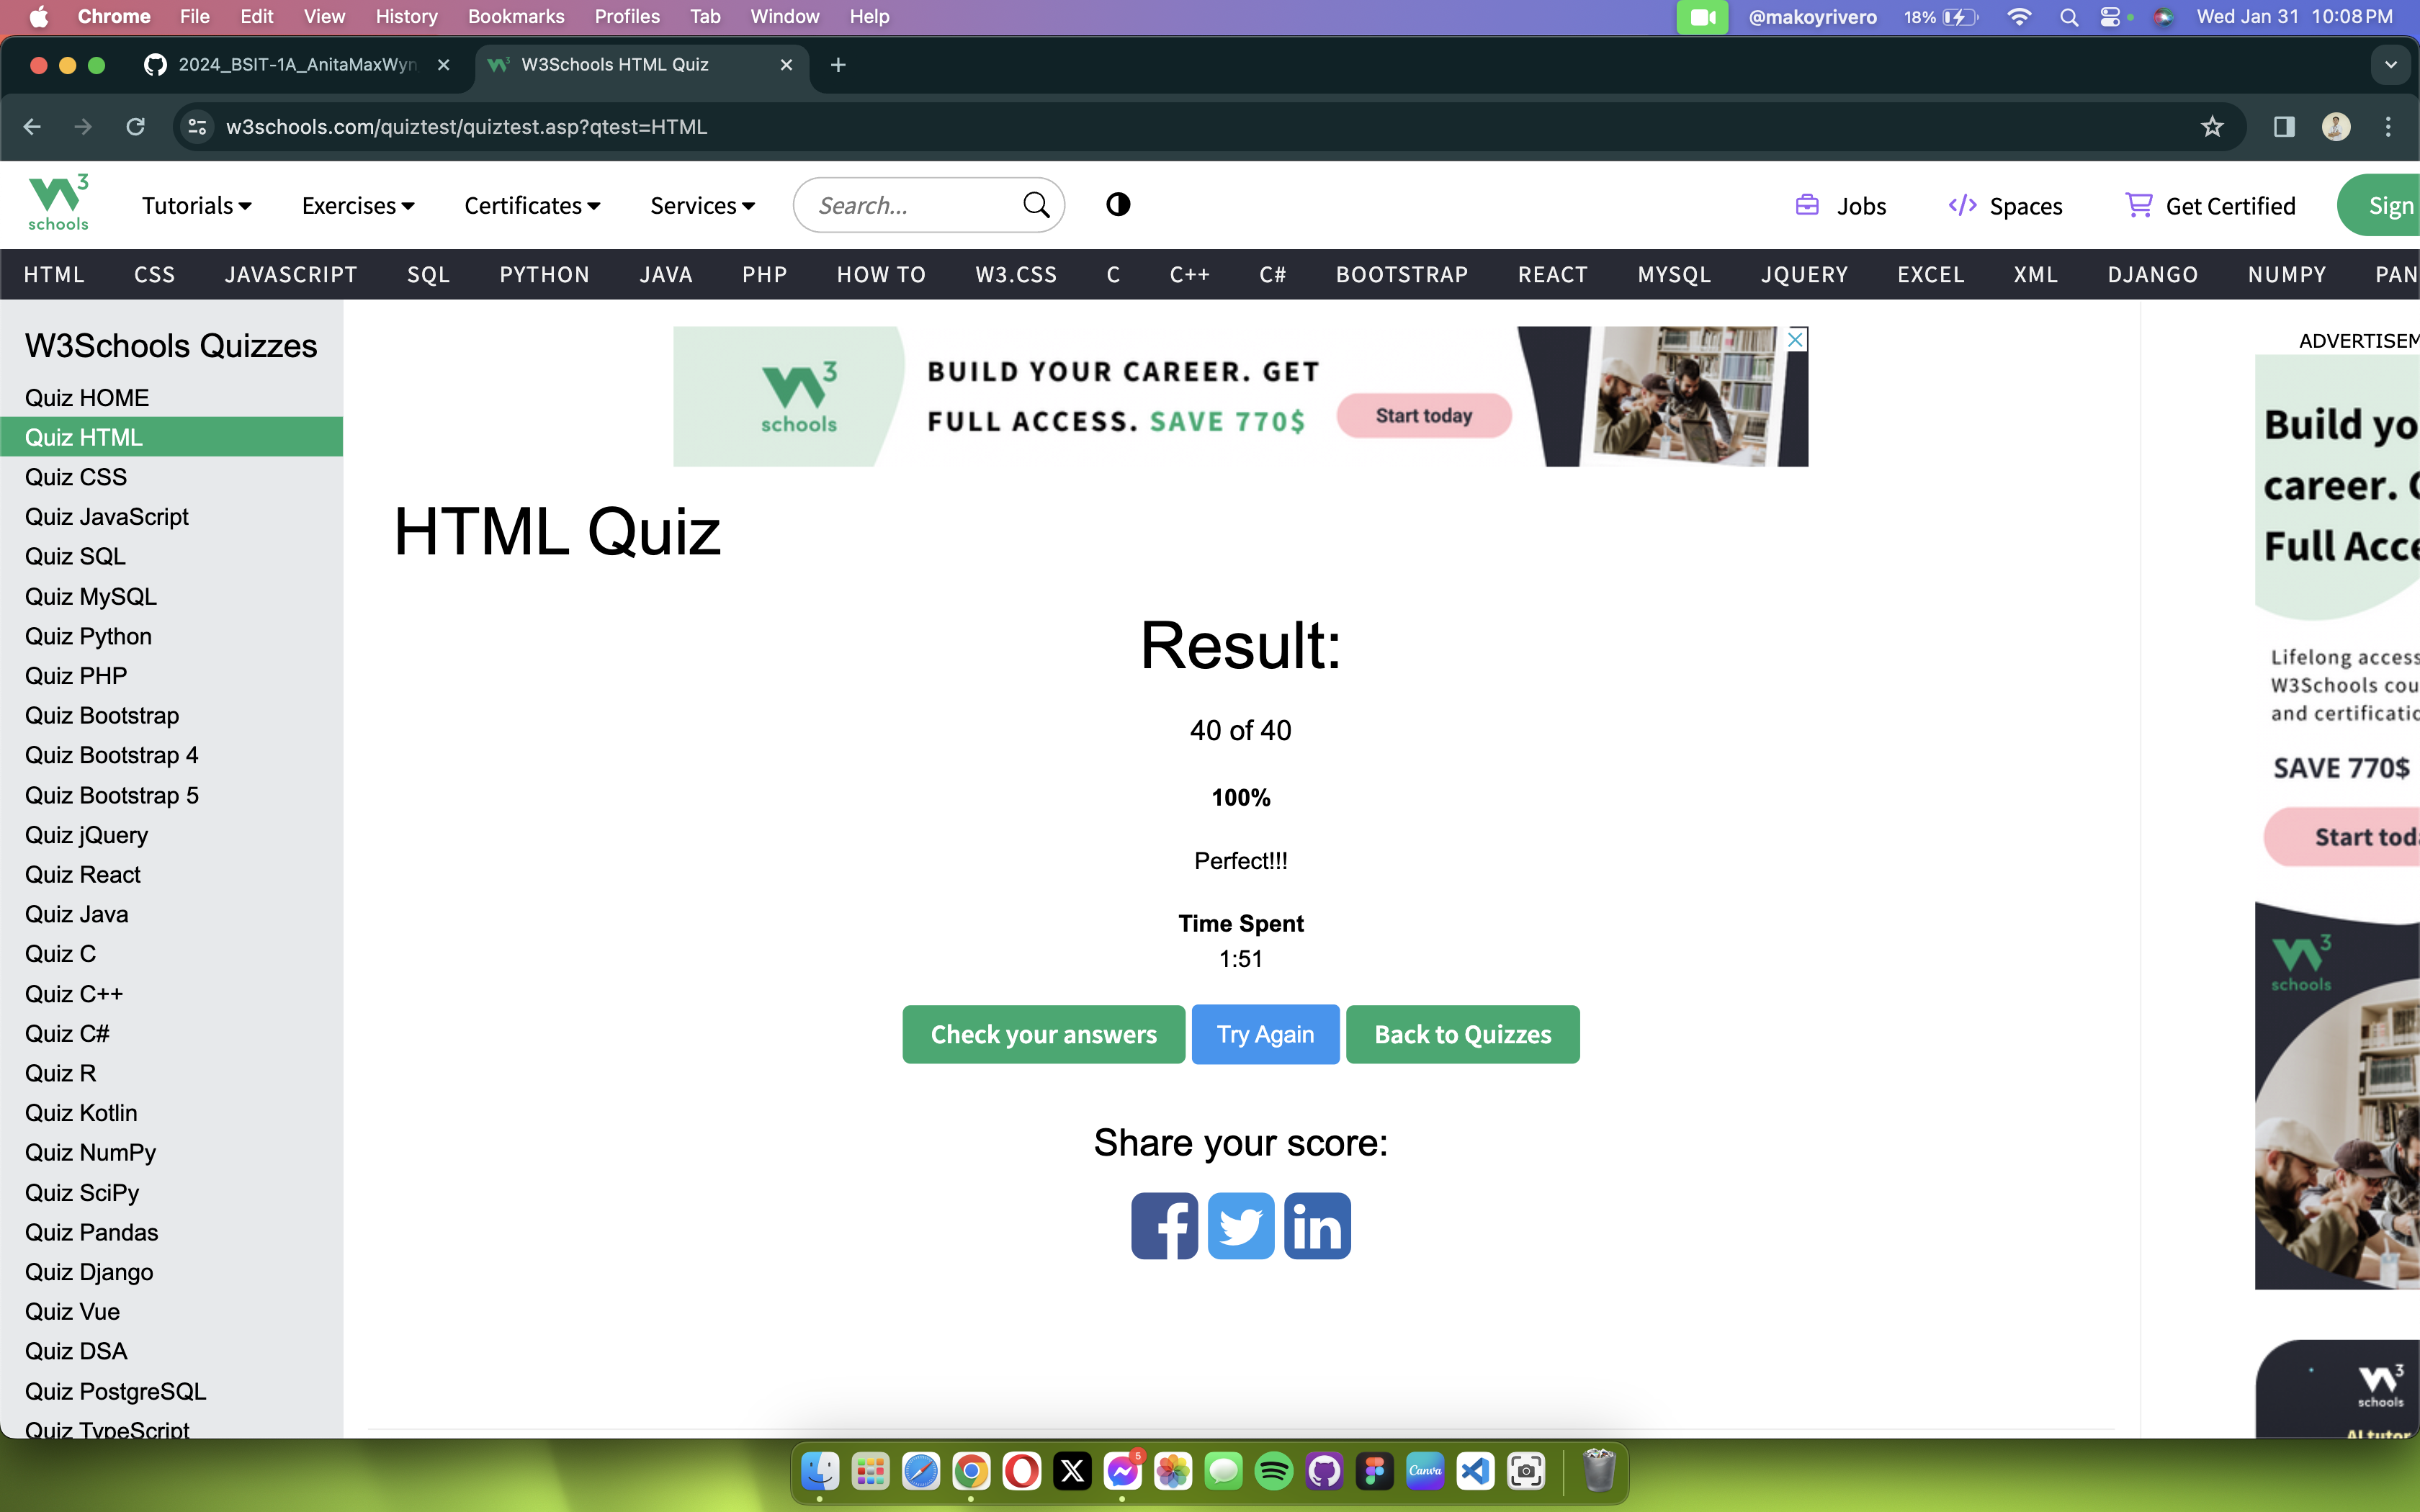 Chrome File Edit View History Bookmarks Profiles Tab Window Help @makoyrivero 18% Wed Jan 31 10:08 PM
2024_BSIT-1A_AnitaMaxWyn W3Schools HTML Quiz
w3schools.com/quiztest/quiztest.asp?qtest=HTML
W3 schools Tutorials Exercises Certificates Services Search... Jobs Spaces Get Certified Sign
HTML CSS JAVASCRIPT SQL PYTHON JAVA PHP HOW TO W3.CSS C C++ C# BOOTSTRAP REACT MYSQL JQUERY EXCEL XML DJANGO NUMPY PAN
W3Schools Quizzes
Quiz HOME
Quiz HTML
Quiz CSS
Quiz JavaScript
Quiz SQL
Quiz MySQL
Quiz Python
Quiz PHP
Quiz Bootstrap
Quiz Bootstrap 4
Quiz Bootstrap 5
Quiz jQuery
Quiz React
Quiz Java
Quiz C
Quiz C++
Quiz C#
Quiz R
Quiz Kotlin
Quiz NumPy
Quiz SciPy
Quiz Pandas
Quiz Django
Quiz Vue
Quiz DSA
Quiz PostgreSQL
Quiz TypeScript
W3 schools
BUILD YOUR CAREER. GET
FULL ACCESS. SAVE 770$
Start today
HTML Quiz
Result:
40 of 40
100%
Perfect!!!
Time Spent
1:51
Check your answers Try Again Back to Quizzes
Share your score:
f in
ADVERTISEM
Build yo
career. G
Full Acce
Lifelong access
W3Schools cou
and certificatio
SAVE 770$
Start toda
W3 schools
W3 schools
AI tutor
5
Canva